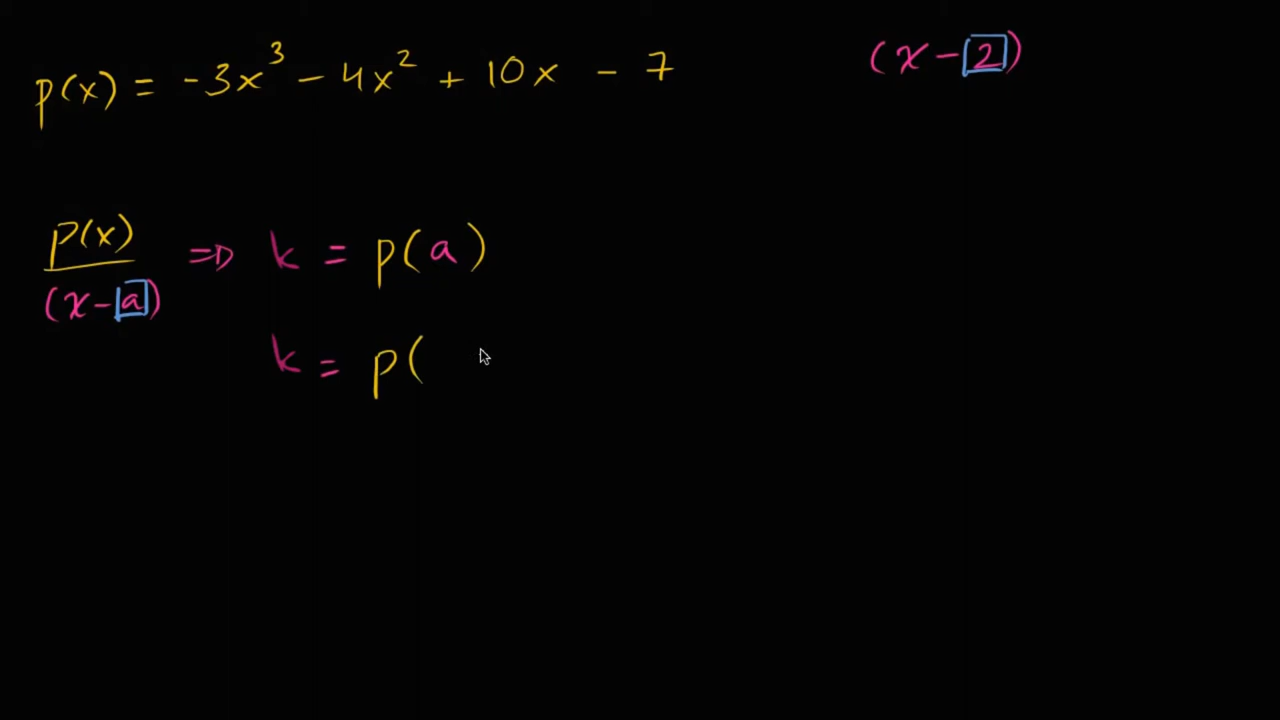 p(x) = -3x³ - 4x² + 10x - 7
(x-2)
p(x)/(x-a) ⇒ k = p(a)
k = p(